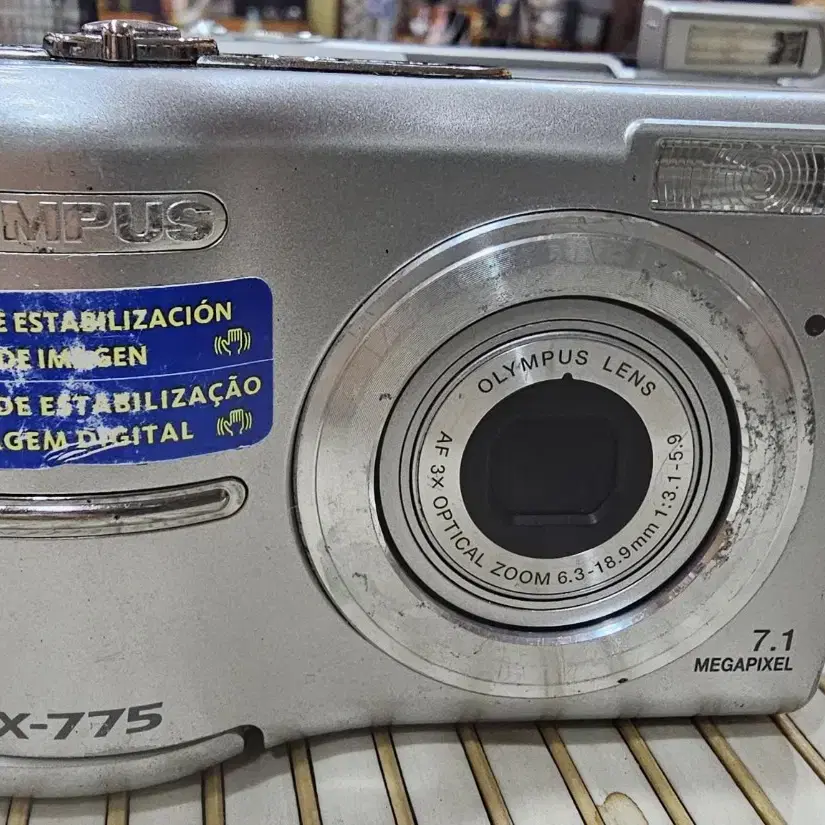 MPUS
E ESTABILIZACIÓN
DE IMAGEN
DE ESTABILIZAÇÃO
AGEM DIGITAL
OLYMPUS LENS
AF 3X OPTICAL ZOOM 6.3-18.9mm 1:3.1-5.9
7.1
MEGAPIXEL
X-775